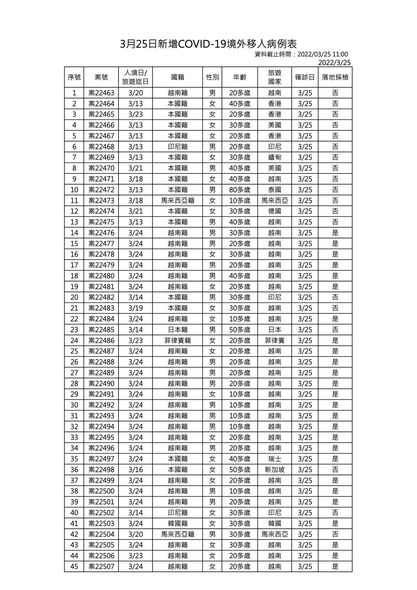 3月25日新增COVID-19境外移入病例表
資料截止時間：2022/03/25 11:00
2022/3/25
序號 案號 入境日/旅遊迄日 國籍 性別 年齡 旅遊國家 確診日 落地採檢
1 案22463 3/20 越南籍 男 20多歲 越南 3/25 否
2 案22464 3/13 本國籍 女 40多歲 香港 3/25 否
3 案22465 3/23 本國籍 女 20多歲 香港 3/25 否
4 案22466 3/13 本國籍 女 30多歲 美國 3/25 否
5 案22467 3/13 本國籍 女 20多歲 香港 3/25 否
6 案22468 3/13 印尼籍 男 20多歲 印尼 3/25 否
7 案22469 3/13 本國籍 女 30多歲 緬甸 3/25 否
8 案22470 3/21 本國籍 男 40多歲 美國 3/25 否
9 案22471 3/18 本國籍 男 40多歲 越南 3/25 否
10 案22472 3/13 本國籍 男 80多歲 泰國 3/25 否
11 案22473 3/18 馬來西亞籍 女 10多歲 馬來西亞 3/25 否
12 案22474 3/21 本國籍 女 30多歲 德國 3/25 否
13 案22475 3/13 本國籍 男 40多歲 越南 3/25 否
14 案22476 3/24 越南籍 男 30多歲 越南 3/25 是
15 案22477 3/24 越南籍 男 20多歲 越南 3/25 是
16 案22478 3/24 越南籍 女 30多歲 越南 3/25 是
17 案22479 3/24 越南籍 男 20多歲 越南 3/25 是
18 案22480 3/24 越南籍 男 40多歲 越南 3/25 是
19 案22481 3/24 越南籍 女 20多歲 越南 3/25 是
20 案22482 3/14 本國籍 男 30多歲 印尼 3/25 否
21 案22483 3/19 本國籍 女 30多歲 越南 3/25 否
22 案22484 3/24 越南籍 女 10多歲 越南 3/25 是
23 案22485 3/14 日本籍 男 50多歲 日本 3/25 否
24 案22486 3/23 菲律賓籍 女 20多歲 菲律賓 3/25 是
25 案22487 3/24 越南籍 女 20多歲 越南 3/25 是
26 案22488 3/24 越南籍 男 30多歲 越南 3/25 是
27 案22489 3/24 越南籍 男 20多歲 越南 3/25 是
28 案22490 3/24 越南籍 男 20多歲 越南 3/25 是
29 案22491 3/24 越南籍 女 10多歲 越南 3/25 是
30 案22492 3/24 越南籍 男 10多歲 越南 3/25 是
31 案22493 3/24 越南籍 男 10多歲 越南 3/25 是
32 案22494 3/24 越南籍 男 10多歲 越南 3/25 是
33 案22495 3/24 越南籍 女 20多歲 越南 3/25 是
34 案22496 3/24 越南籍 男 20多歲 越南 3/25 是
35 案22497 3/24 本國籍 女 40多歲 瑞士 3/25 是
36 案22498 3/16 本國籍 女 50多歲 新加坡 3/25 否
37 案22499 3/24 越南籍 女 20多歲 越南 3/25 是
38 案22500 3/24 越南籍 男 10多歲 越南 3/25 是
39 案22501 3/24 越南籍 男 20多歲 越南 3/25 是
40 案22502 3/14 印尼籍 女 30多歲 印尼 3/25 否
41 案22503 3/24 韓國籍 女 30多歲 韓國 3/25 是
42 案22504 3/20 馬來西亞籍 男 30多歲 馬來西亞 3/25 否
43 案22505 3/24 越南籍 女 30多歲 越南 3/25 是
44 案22506 3/23 越南籍 女 20多歲 越南 3/25 是
45 案22507 3/24 越南籍 女 20多歲 越南 3/25 是